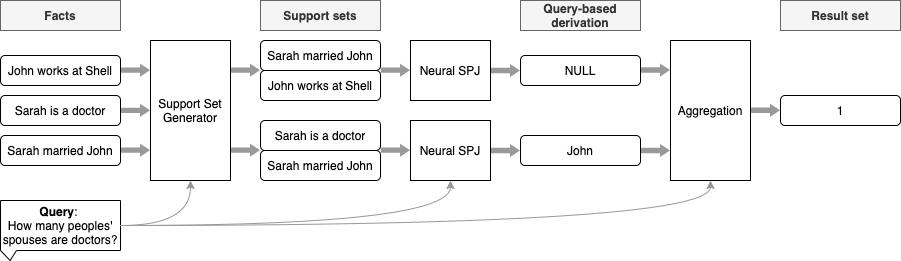 Facts
Support sets
Query-based
derivation
Result set
John works at Shell
Sarah is a doctor
Sarah married John
Support Set
Generator
Sarah married John
John works at Shell
Sarah is a doctor
Sarah married John
Neural SPJ
Neural SPJ
NULL
John
Aggregation
1
Query:
How many peoples'
spouses are doctors?